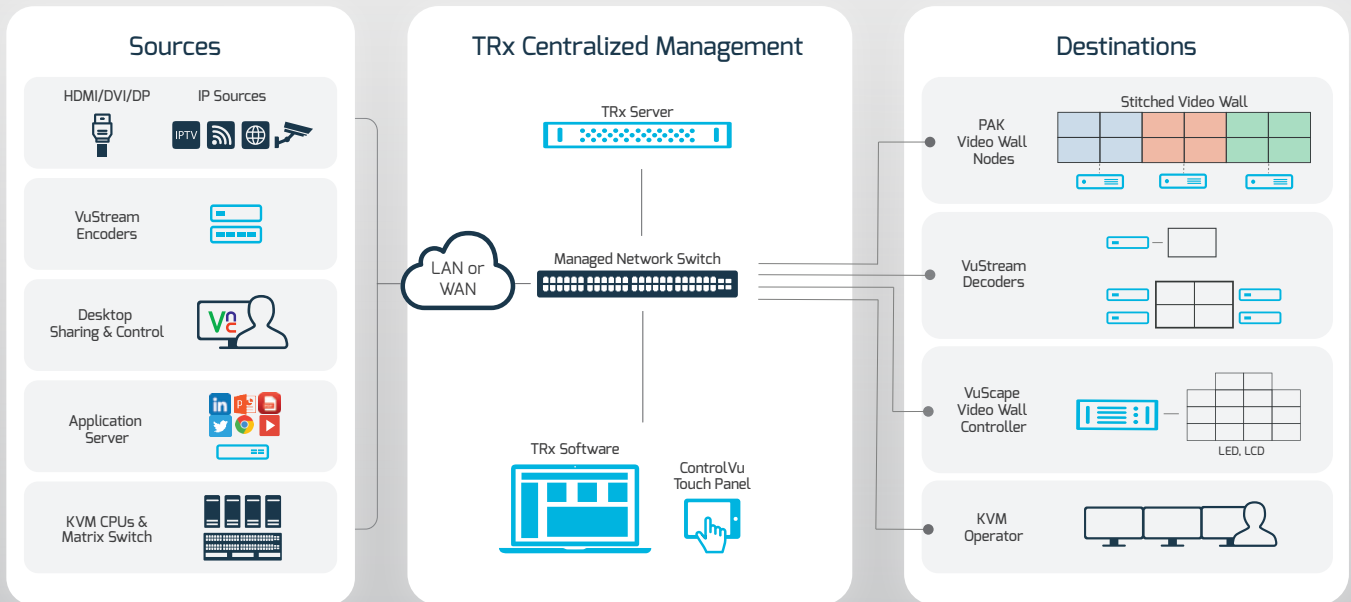 Sources
HDMI/DVI/DP
IP Sources
IPTV
VuStream
Encoders
Desktop
Sharing & Control
Vnc
Application
Server
in
P
KVM CPUs &
Matrix Switch
LAN or
WAN
TRx Centralized Management
TRx Server
Managed Network Switch
TRx Software
ControlVu
Touch Panel
Destinations
PAK
Video Wall
Nodes
Stitched Video Wall
VuStream
Decoders
VuScape
Video Wall
Controller
LED, LCD
KVM
Operator